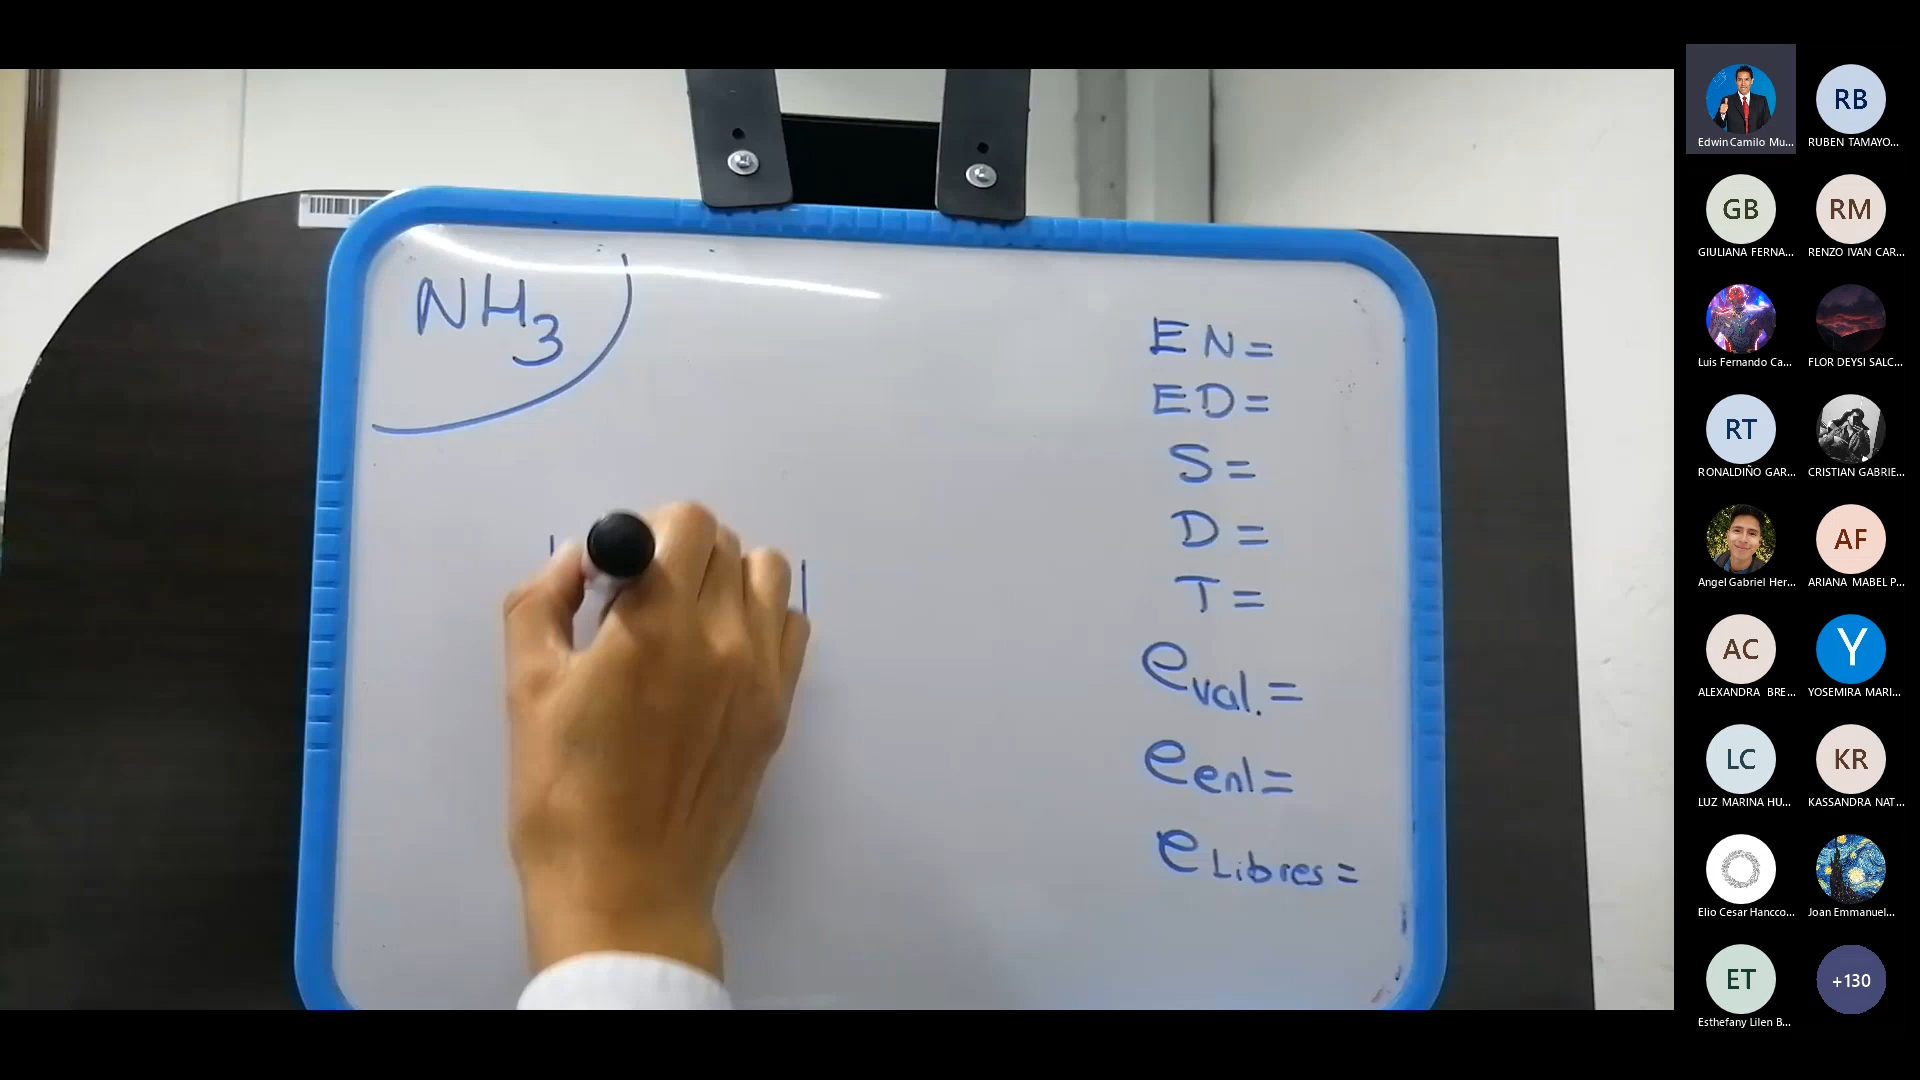 NH3
EN=
ED=
S=
D=
T=
eval.=
eenl=
eLibres=
EdwinCamilo Mu...
RB
RUBEN TAMAYO...
GB
GIULIANA FERNA...
RM
RENZO IVAN CAR...
Luis Fernando Ca...
FLOR DEYSI SALC...
RT
RONALDIÑO GAR...
CRISTIAN GABRIE...
Angel Gabriel Her...
AF
ARIANA MABEL P...
AC
ALEXANDRA BRE...
Y
YOSEMIRA MARI...
LC
LUZ MARINA HU...
KR
KASSANDRA NAT...
Elio Cesar Hancco...
Joan Emmanuel...
ET
Esthefany Lilen B...
+130